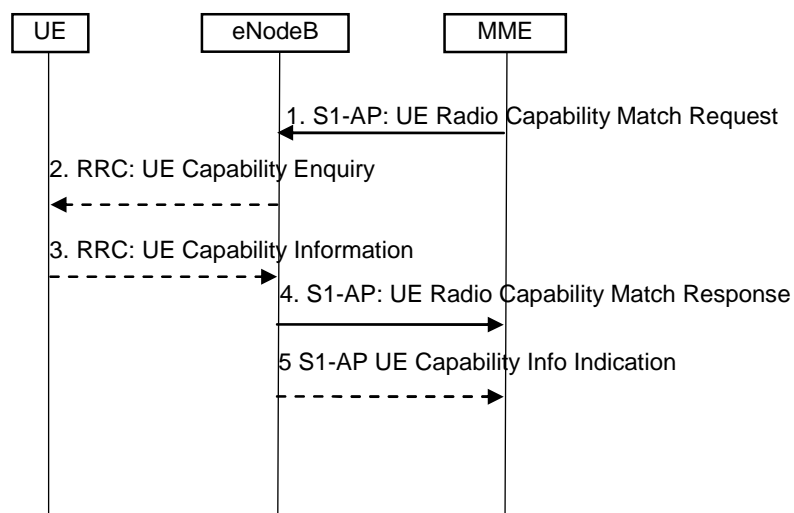 UE
eNodeB
MME
1. S1-AP: UE Radio Capability Match Request
2. RRC: UE Capability Enquiry
3. RRC: UE Capability Information
4. S1-AP: UE Radio Capability Match Response
5 S1-AP UE Capability Info Indication